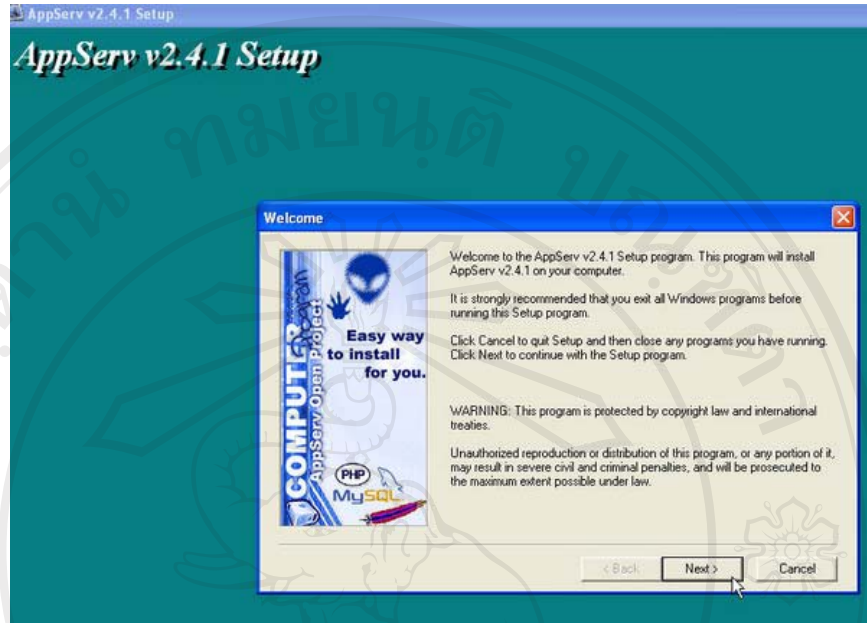 AppServ v2.4.1 Setup
AppServ v2.4.1 Setup
Welcome
Welcome to the AppServ v2.4.1 Setup program. This program will install
AppServ v2.4.1 on your computer.
It is strongly recommended that you exit all Windows programs before
running this Setup program.
Click Cancel to quit Setup and then close any programs you have running.
Click Next to continue with the Setup program.
WARNING: This program is protected by copyright law and international
treaties.
Unauthorized reproduction or distribution of this program, or any portion of it,
may result in severe civil and criminal penalties, and will be prosecuted to
the maximum extent possible under law.
COMPUTER
Program
AppServ Open Project
Easy way
to install
for you.
PHP
MySQL
< Back
Next >
Cancel